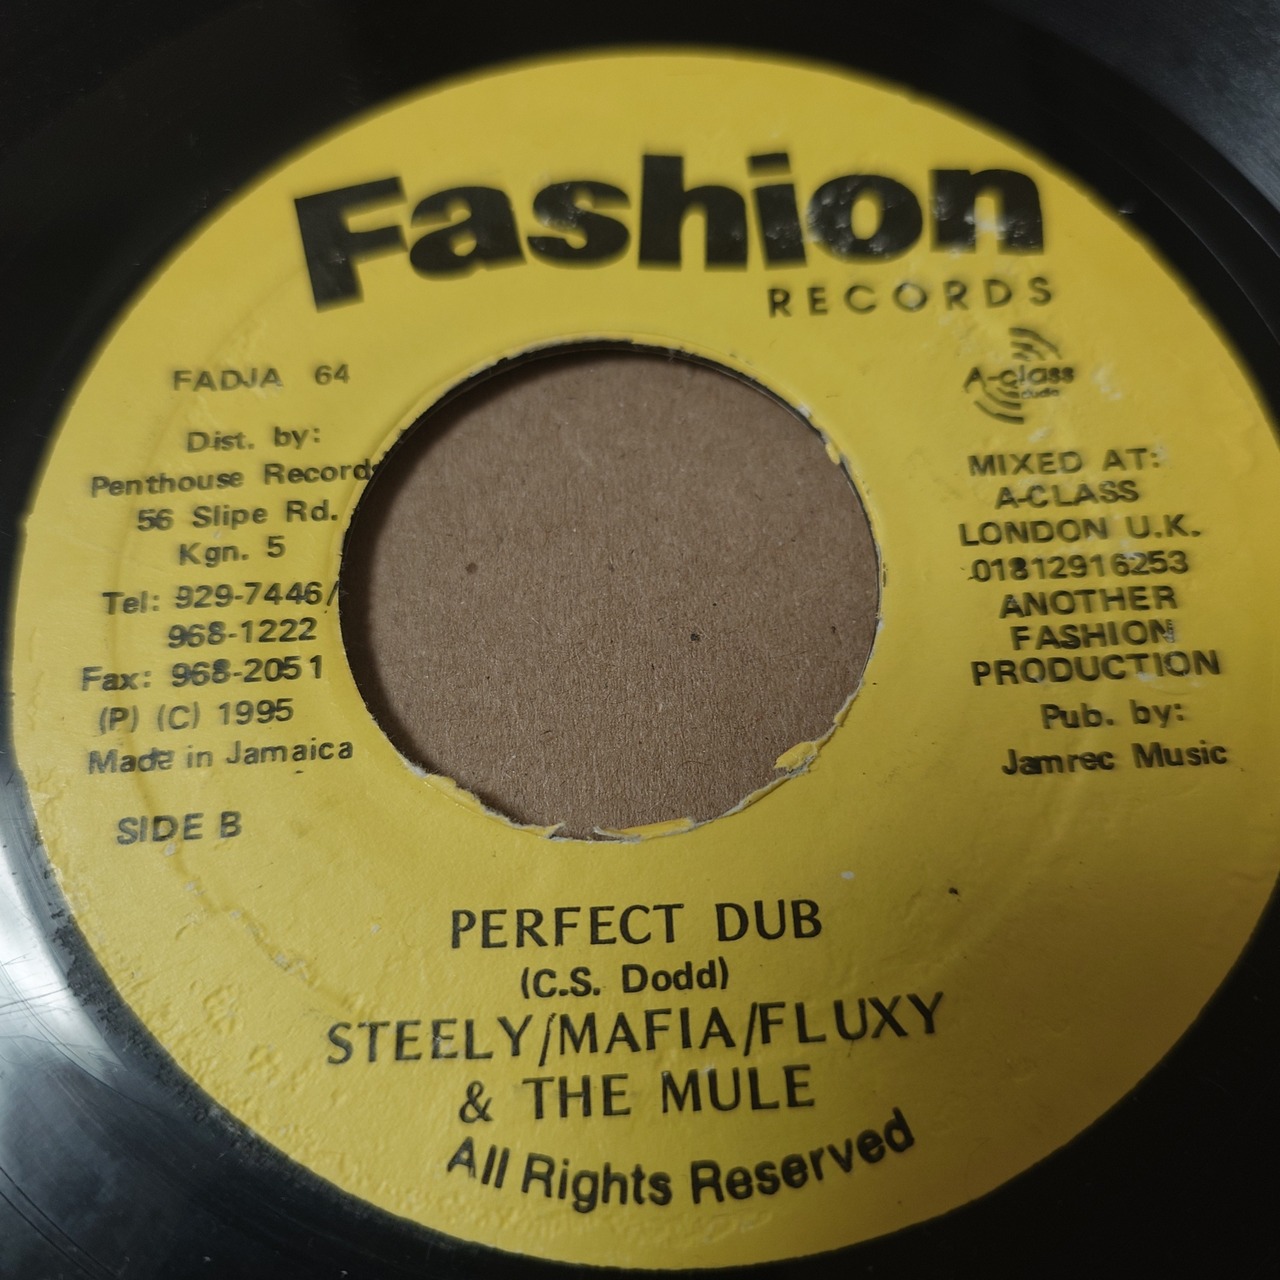 Fashion
RECORDS
FADJA 64
Dist. by:
Penthouse Records
56 Slipe Rd.
Kgn. 5
Tel: 929-7446/
968-1222
Fax: 968-2051
(P) (C) 1995
Made in Jamaica
SIDE B
A-class
MIXED AT:
A-CLASS
LONDON U.K.
01812916253
ANOTHER
FASHION
PRODUCTION
Pub. by:
Jamrec Music
PERFECT DUB
(C.S. Dodd)
STEELY/MAFIA/FLUXY
& THE MULE
All Rights Reserved